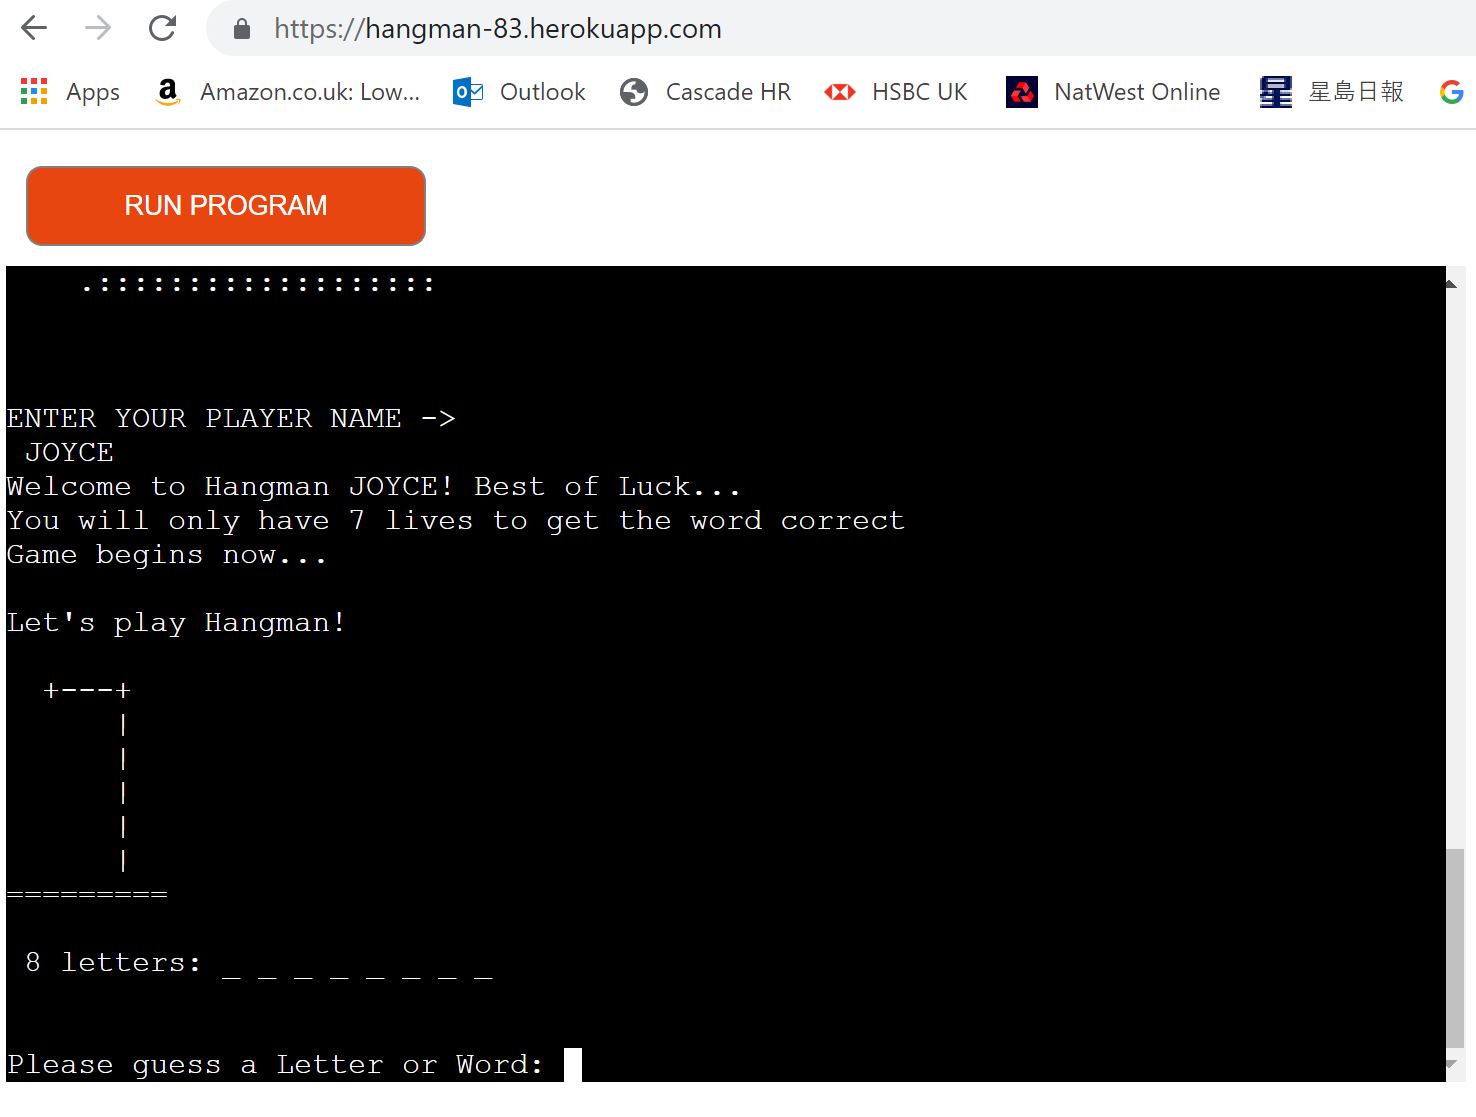 https://hangman-83.herokuapp.com
Apps Amazon.co.uk: Low... Outlook Cascade HR HSBC UK NatWest Online 星島日報
RUN PROGRAM
.:::::::::::::::::::
ENTER YOUR PLAYER NAME ->
JOYCE
Welcome to Hangman JOYCE! Best of Luck...
You will only have 7 lives to get the word correct
Game begins now...
Let's play Hangman!
+---+
|
|
|
|
|
=========
8 letters: _ _ _ _ _ _ _ _
Please guess a Letter or Word: